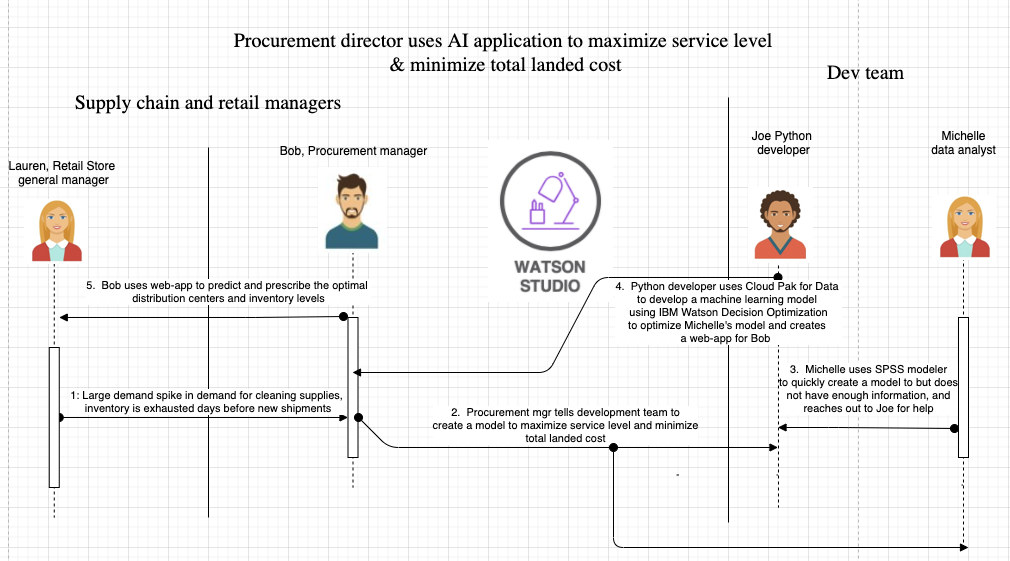 Procurement director uses AI application to maximize service level
& minimize total landed cost
Dev team
Supply chain and retail managers
Lauren, Retail Store
general manager
Bob, Procurement manager
Joe Python
developer
Michelle
data analyst
WATSON
STUDIO
5. Bob uses web-app to predict and prescribe the optimal
distribution centers and inventory levels
4. Python developer uses Cloud Pak for Data
to develop a machine learning model
using IBM Watson Decision Optimization
to optimize Michelle's model and creates
a web-app for Bob
3. Michelle uses SPSS modeler
to quickly create a model to but does
not have enough information, and
reaches out to Joe for help
1: Large demand spike in demand for cleaning supplies,
inventory is exhausted days before new shipments
2. Procurement mgr tells development team to
create a model to maximize service level and minimize
total landed cost